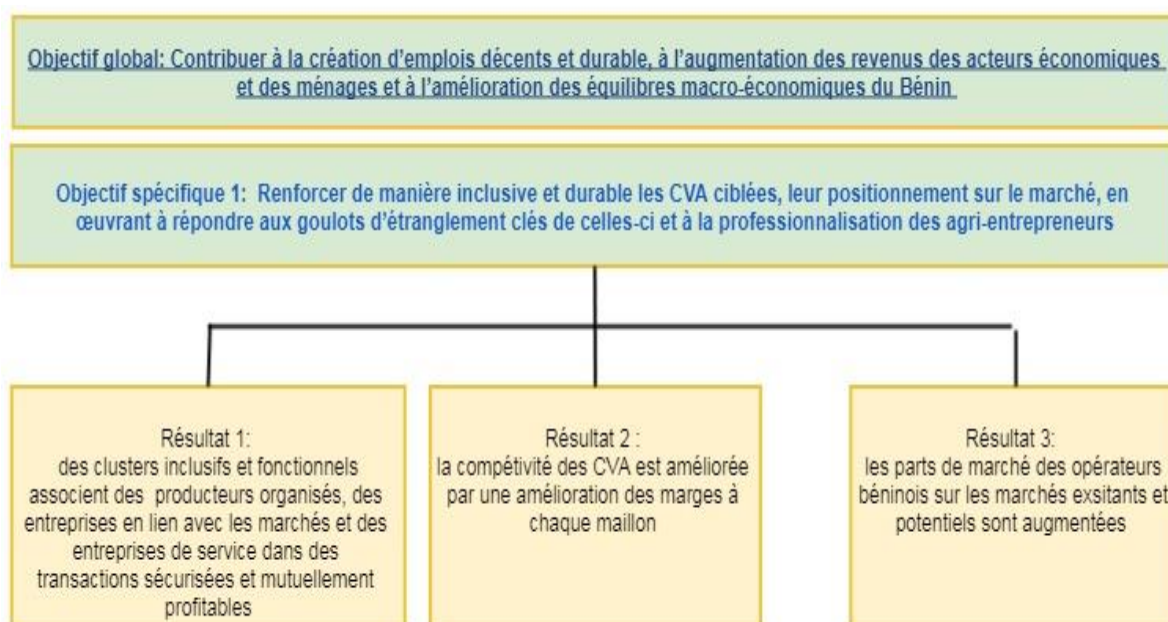 Objectif global: Contribuer à la création d'emplois décents et durable, à l'augmentation des revenus des acteurs économiques
et des ménages et à l'amélioration des équilibres macro-économiques du Bénin
Objectif spécifique 1: Renforcer de manière inclusive et durable les CVA ciblées, leur positionnement sur le marché, en
œuvrant à répondre aux goulots d'étranglement clés de celles-ci et à la professionnalisation des agri-entrepreneurs
Résultat 1:
des clusters inclusifs et fonctionnels
associent des producteurs organisés, des
entreprises en lien avec les marchés et des
entreprises de service dans des
transactions sécurisées et mutuellement
profitables
Résultat 2 :
la compétivité des CVA est améliorée
par une amélioration des marges à
chaque maillon
Résultat 3:
les parts de marché des opérateurs
béninois sur les marchés exsitants et
potentiels sont augmentées